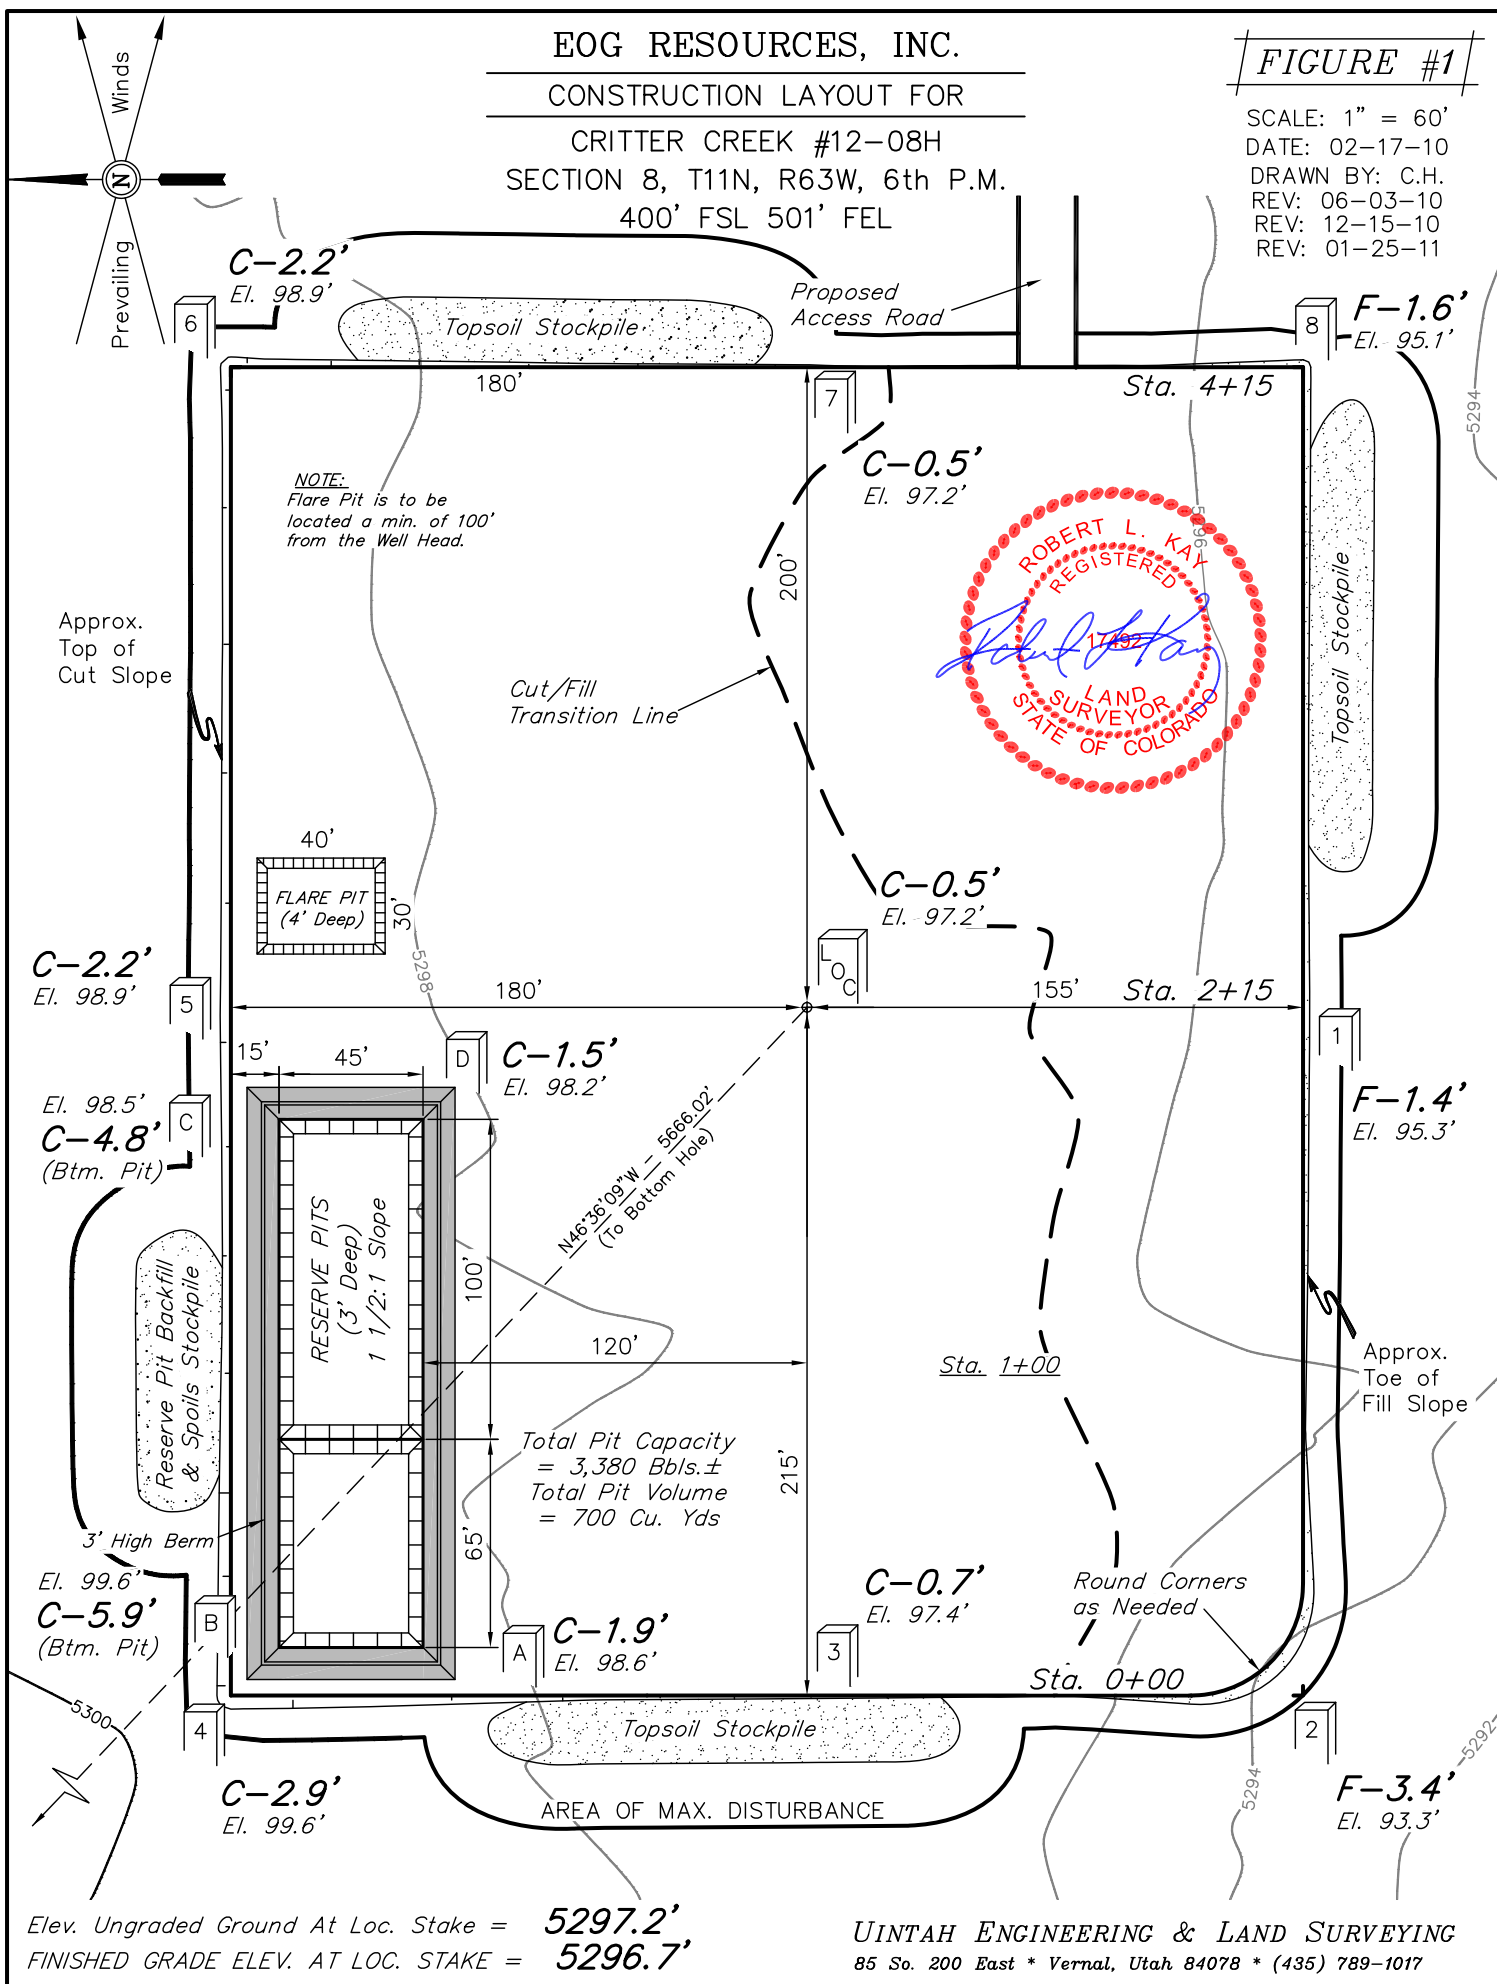 EOG RESOURCES, INC.
CONSTRUCTION LAYOUT FOR
CRITTER CREEK #12-08H
SECTION 8, T11N, R63W, 6th P.M.
400' FSL 501' FEL
FIGURE #1
SCALE: 1" = 60'
DATE: 02-17-10
DRAWN BY: C.H.
REV: 06-03-10
REV: 12-15-10
REV: 01-25-11
Winds
N
Prevailing
C-2.2'
El. 98.9'
6
Topsoil Stockpile
Proposed
Access Road
8
F-1.6'
El. 95.1'
180'
7
Sta. 4+15
5294
C-0.5'
El. 97.2'
NOTE:
Flare Pit is to be
located a min. of 100'
from the Well Head.
200'
5296
ROBERT L. KAY
REGISTERED
17492
LAND
SURVEYOR
STATE OF COLORADO
Topsoil Stockpile
Approx.
Top of
Cut Slope
Cut/Fill
Transition Line
40'
FLARE PIT
(4' Deep)
30'
C-0.5'
El. 97.2'
5298
C-2.2'
El. 98.9'
5
LOC
180'
155'
Sta. 2+15
1
F-1.4'
El. 95.3'
15'
45'
D
C-1.5'
El. 98.2'
El. 98.5'
C-4.8'
(Btm. Pit)
C
N46°36'09"W - 5666.02'
(To Bottom Hole)
RESERVE PITS
(3' Deep)
1 1/2:1 Slope
100'
Reserve Pit Backfill
& Spoils Stockpile
120'
Sta. 1+00
Approx.
Toe of
Fill Slope
Total Pit Capacity
= 3,380 Bbls.±
Total Pit Volume
= 700 Cu. Yds
215'
65'
3' High Berm
El. 99.6'
C-5.9'
(Btm. Pit)
B
A
C-1.9'
El. 98.6'
C-0.7'
El. 97.4'
3
Round Corners
as Needed
Sta. 0+00
5300
4
Topsoil Stockpile
2
5292
5294
C-2.9'
El. 99.6'
AREA OF MAX. DISTURBANCE
F-3.4'
El. 93.3'
Elev. Ungraded Ground At Loc. Stake = 5297.2'
FINISHED GRADE ELEV. AT LOC. STAKE = 5296.7'
UINTAH ENGINEERING & LAND SURVEYING
85 So. 200 East * Vernal, Utah 84078 * (435) 789-1017